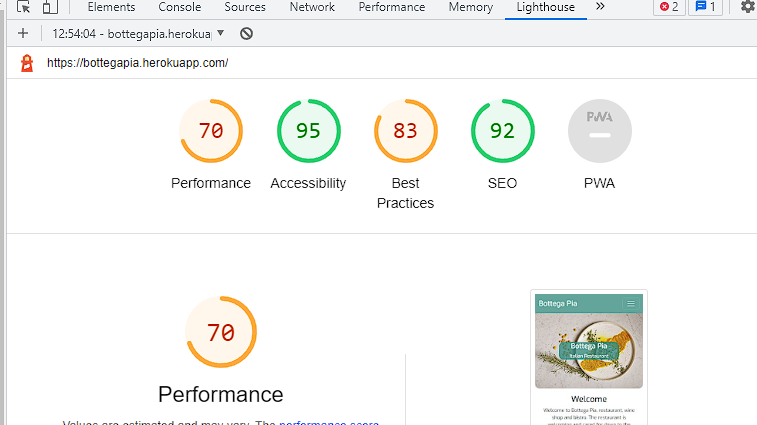 Elements Console Sources Network Performance Memory Lighthouse » 2 1
+ 12:54:04 - bottegapia.herokua
https://bottegapia.herokuapp.com/
70 95 83 92 PWA
Performance Accessibility Best Practices SEO PWA
70
Performance
Values are estimated and may vary. The performance score
Bottega Pia
Bottega Pia
Italian Restaurant
Welcome
Welcome to Bottega Pia, restaurant, wine
shop and bistro. The restaurant is